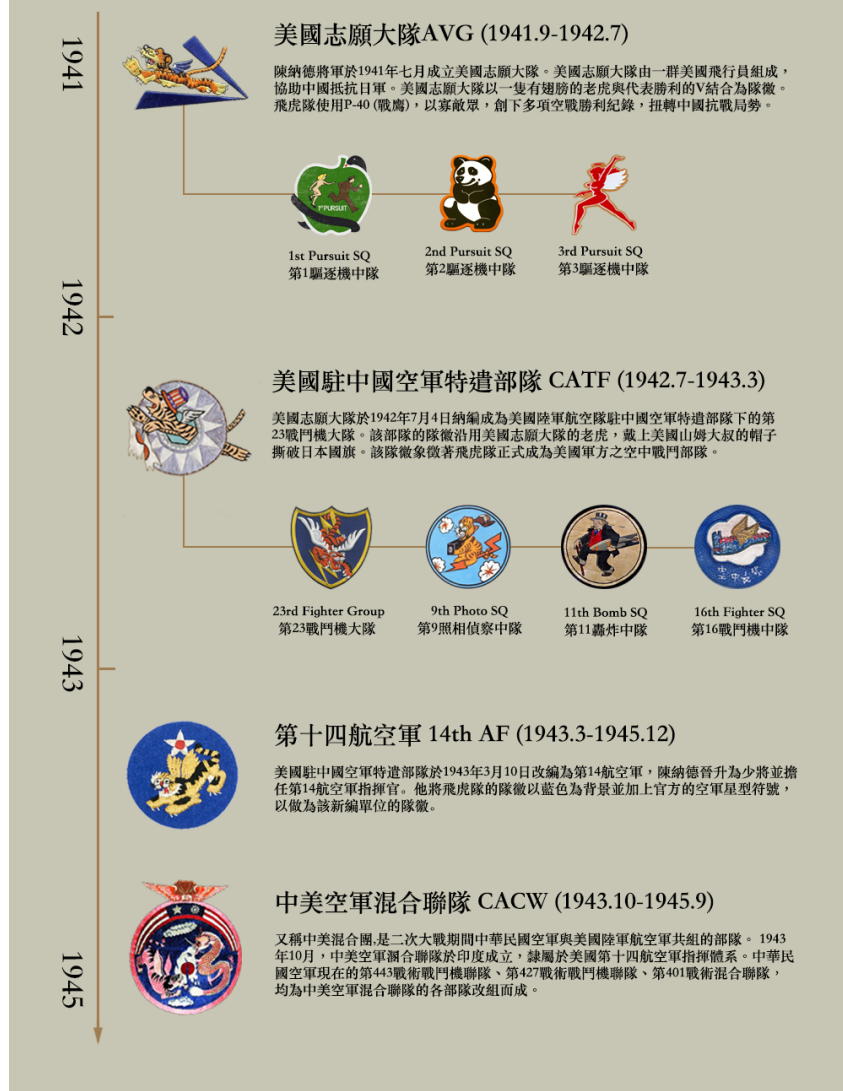 1941
美國志願大隊AVG (1941.9-1942.7)
陳納德將軍於1941年七月成立美國志願大隊。美國志願大隊由一群美國飛行員組成，
協助中國抵抗日軍。美國志願大隊以一隻有翅膀的老虎與代表勝利的V結合為隊徽。
飛虎隊使用P-40 (戰鷹)，以寡敵眾，創下多項空戰勝利紀錄，扭轉中國抗戰局勢。
1st PURSUIT
1st Pursuit SQ
第1驅逐機中隊
2nd Pursuit SQ
第2驅逐機中隊
3rd Pursuit SQ
第3驅逐機中隊
1942
美國駐中國空軍特遣部隊 CATF (1942.7-1943.3)
美國志願大隊於1942年7月4日納編成為美國陸軍航空隊駐中國空軍特遣部隊下的第
23戰鬥機大隊。該部隊的隊徽沿用美國志願大隊的老虎，戴上美國山姆大叔的帽子
撕破日本國旗。該隊徽象徵著飛虎隊正式成為美國軍方之空中戰鬥部隊。
23rd Fighter Group
第23戰鬥機大隊
9th Photo SQ
第9照相偵察中隊
11th Bomb SQ
第11轟炸中隊
空中
16th Fighter SQ
第16戰鬥機中隊
1943
第十四航空軍 14th AF (1943.3-1945.12)
美國駐中國空軍特遣部隊於1943年3月10日改編為第14航空軍，陳納德晉升為少將並擔
任第14航空軍指揮官。他將飛虎隊的隊徽以藍色為背景並加上官方的空軍星型符號，
以做為該新編單位的隊徽。
中美空軍混合聯隊 CACW (1943.10-1945.9)
又稱中美混合團,是二次大戰期間中華民國空軍與美國陸軍航空軍共組的部隊。 1943
年10月，中美空軍溷合聯隊於印度成立，隸屬於美國第十四航空軍指揮體系。中華民
國空軍現在的第443戰術戰鬥機聯隊、第427戰術戰鬥機聯隊、第401戰術混合聯隊，
均為中美空軍混合聯隊的各部隊改組而成。
1945